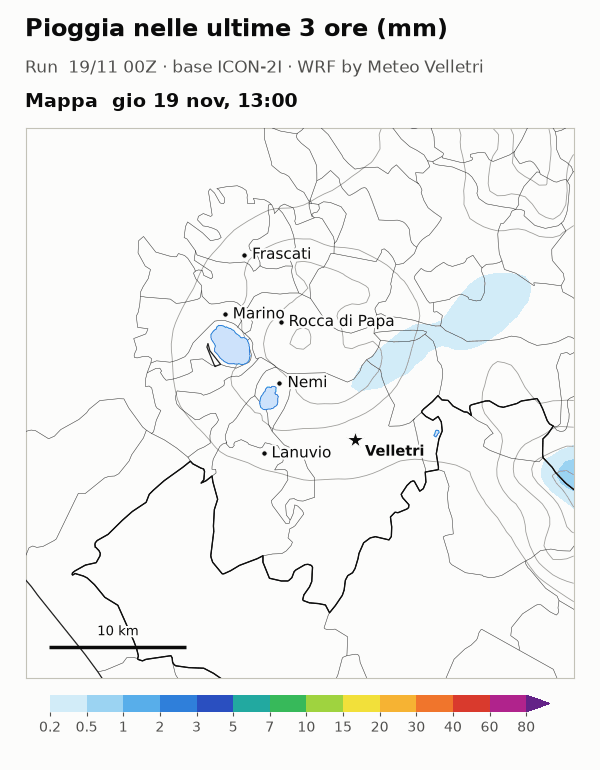 Pioggia nelle ultime 3 ore (mm)
Run  19/11 00Z · base ICON-2I · WRF by Meteo Velletri
Mappa  gio 19 nov, 13:00
Frascati
Marino
Rocca di Papa
Nemi
Velletri
Lanuvio
10 km
0.2 0.5 1 2 3 5 7 10 15 20 30 40 60 80